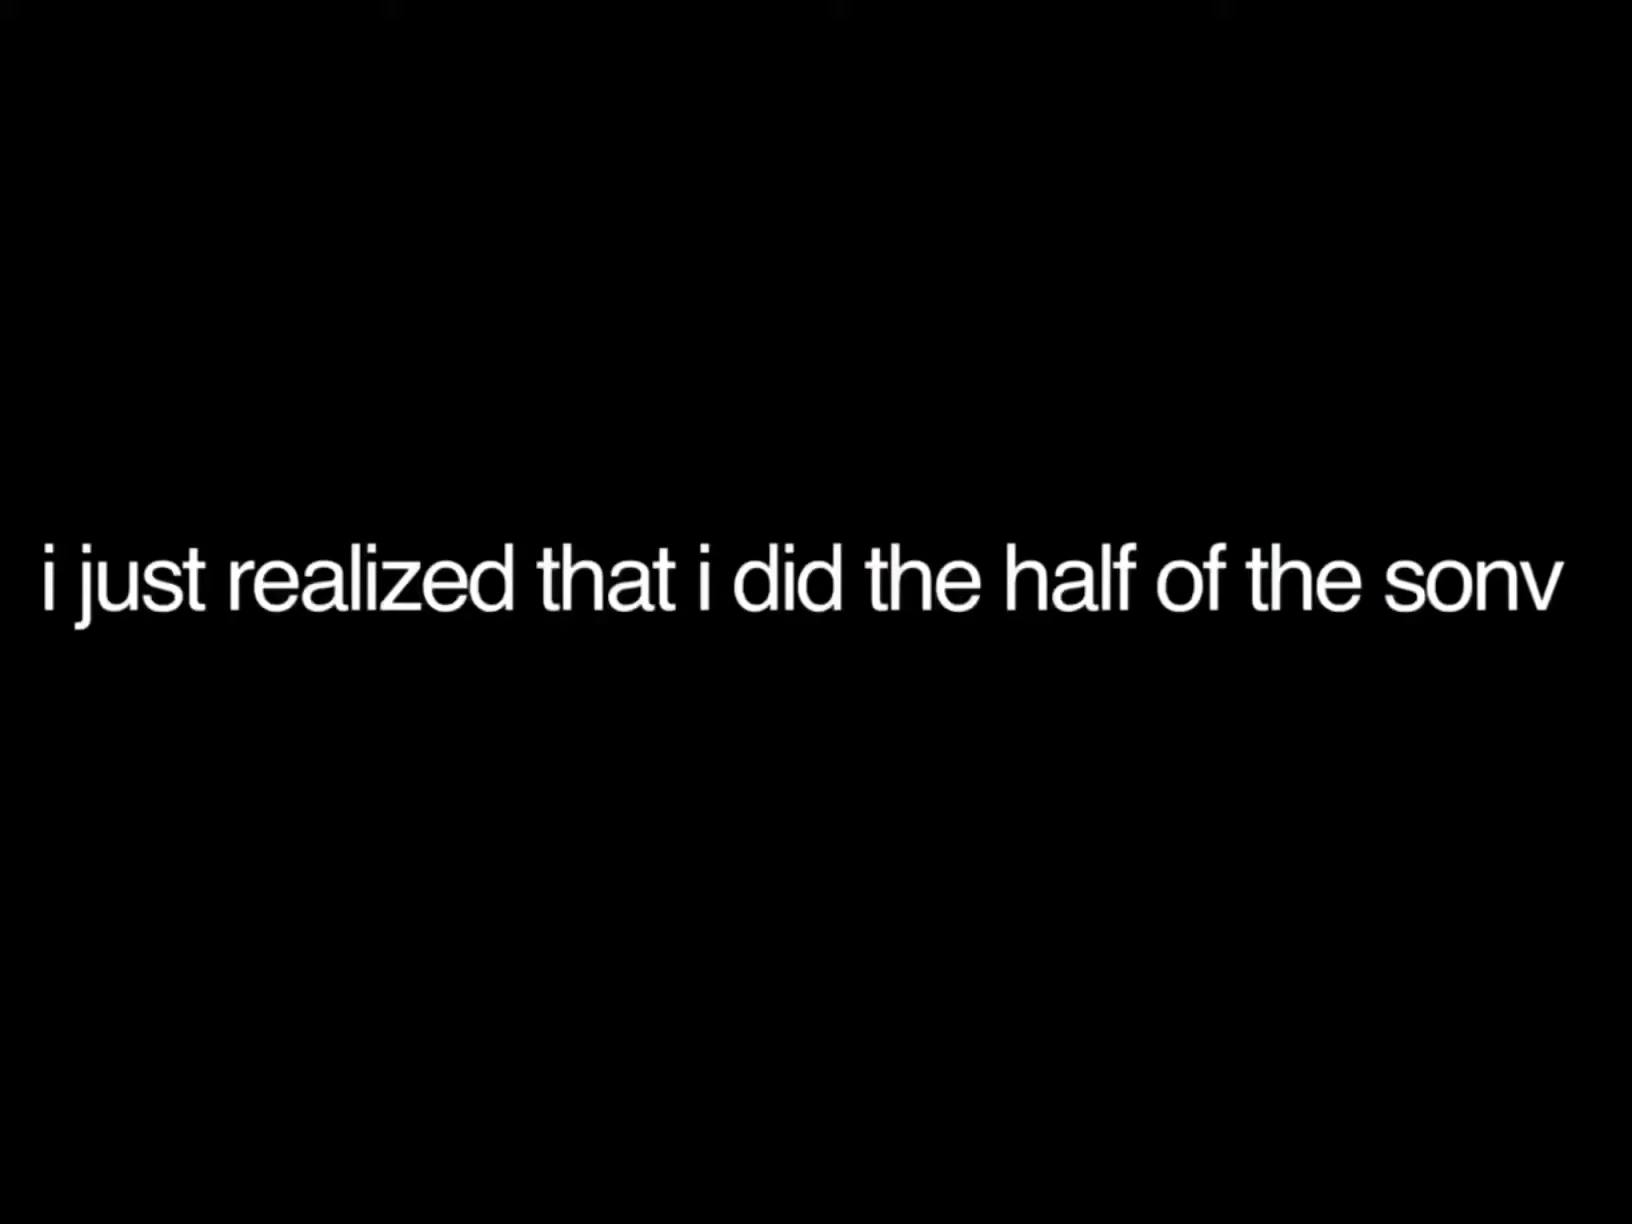 i just realized that i did the half of the sonv